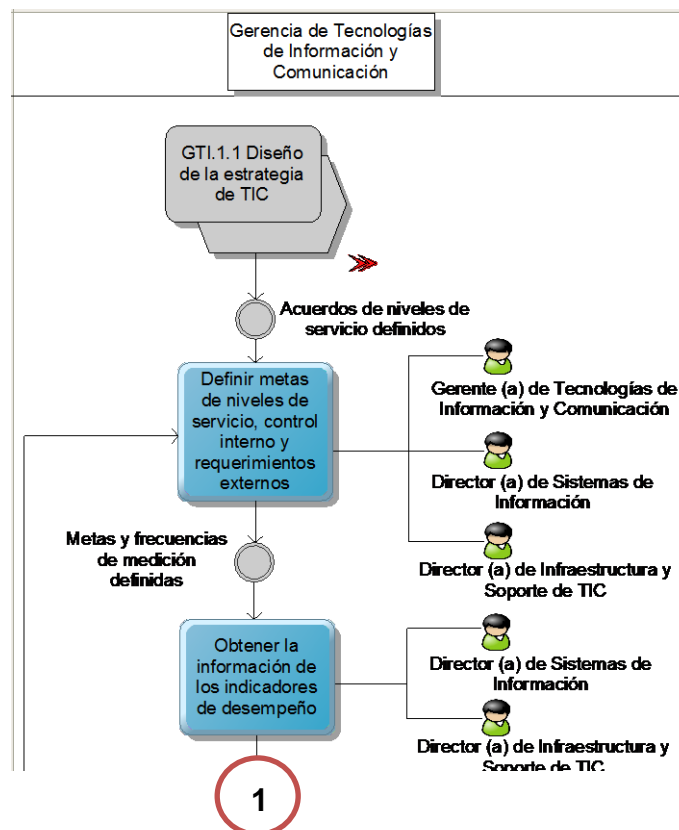 Gerencia de Tecnologías
de Información y
Comunicación
GTI.1.1 Diseño
de la estrategia
de TIC
Acuerdos de niveles de
servicio definidos
Definir metas
de niveles de
servicio, control
interno y
requerimientos
externos
Gerente (a) de Tecnologías de
Información y Comunicación
Director (a) de Sistemas de
Información
Director (a) de Infraestructura y
Soporte de TIC
Metas y frecuencias
de medición
definidas
Obtener la
información de
los indicadores
de desempeño
Director (a) de Sistemas de
Información
Director (a) de Infraestructura y
Soporte de TIC
1